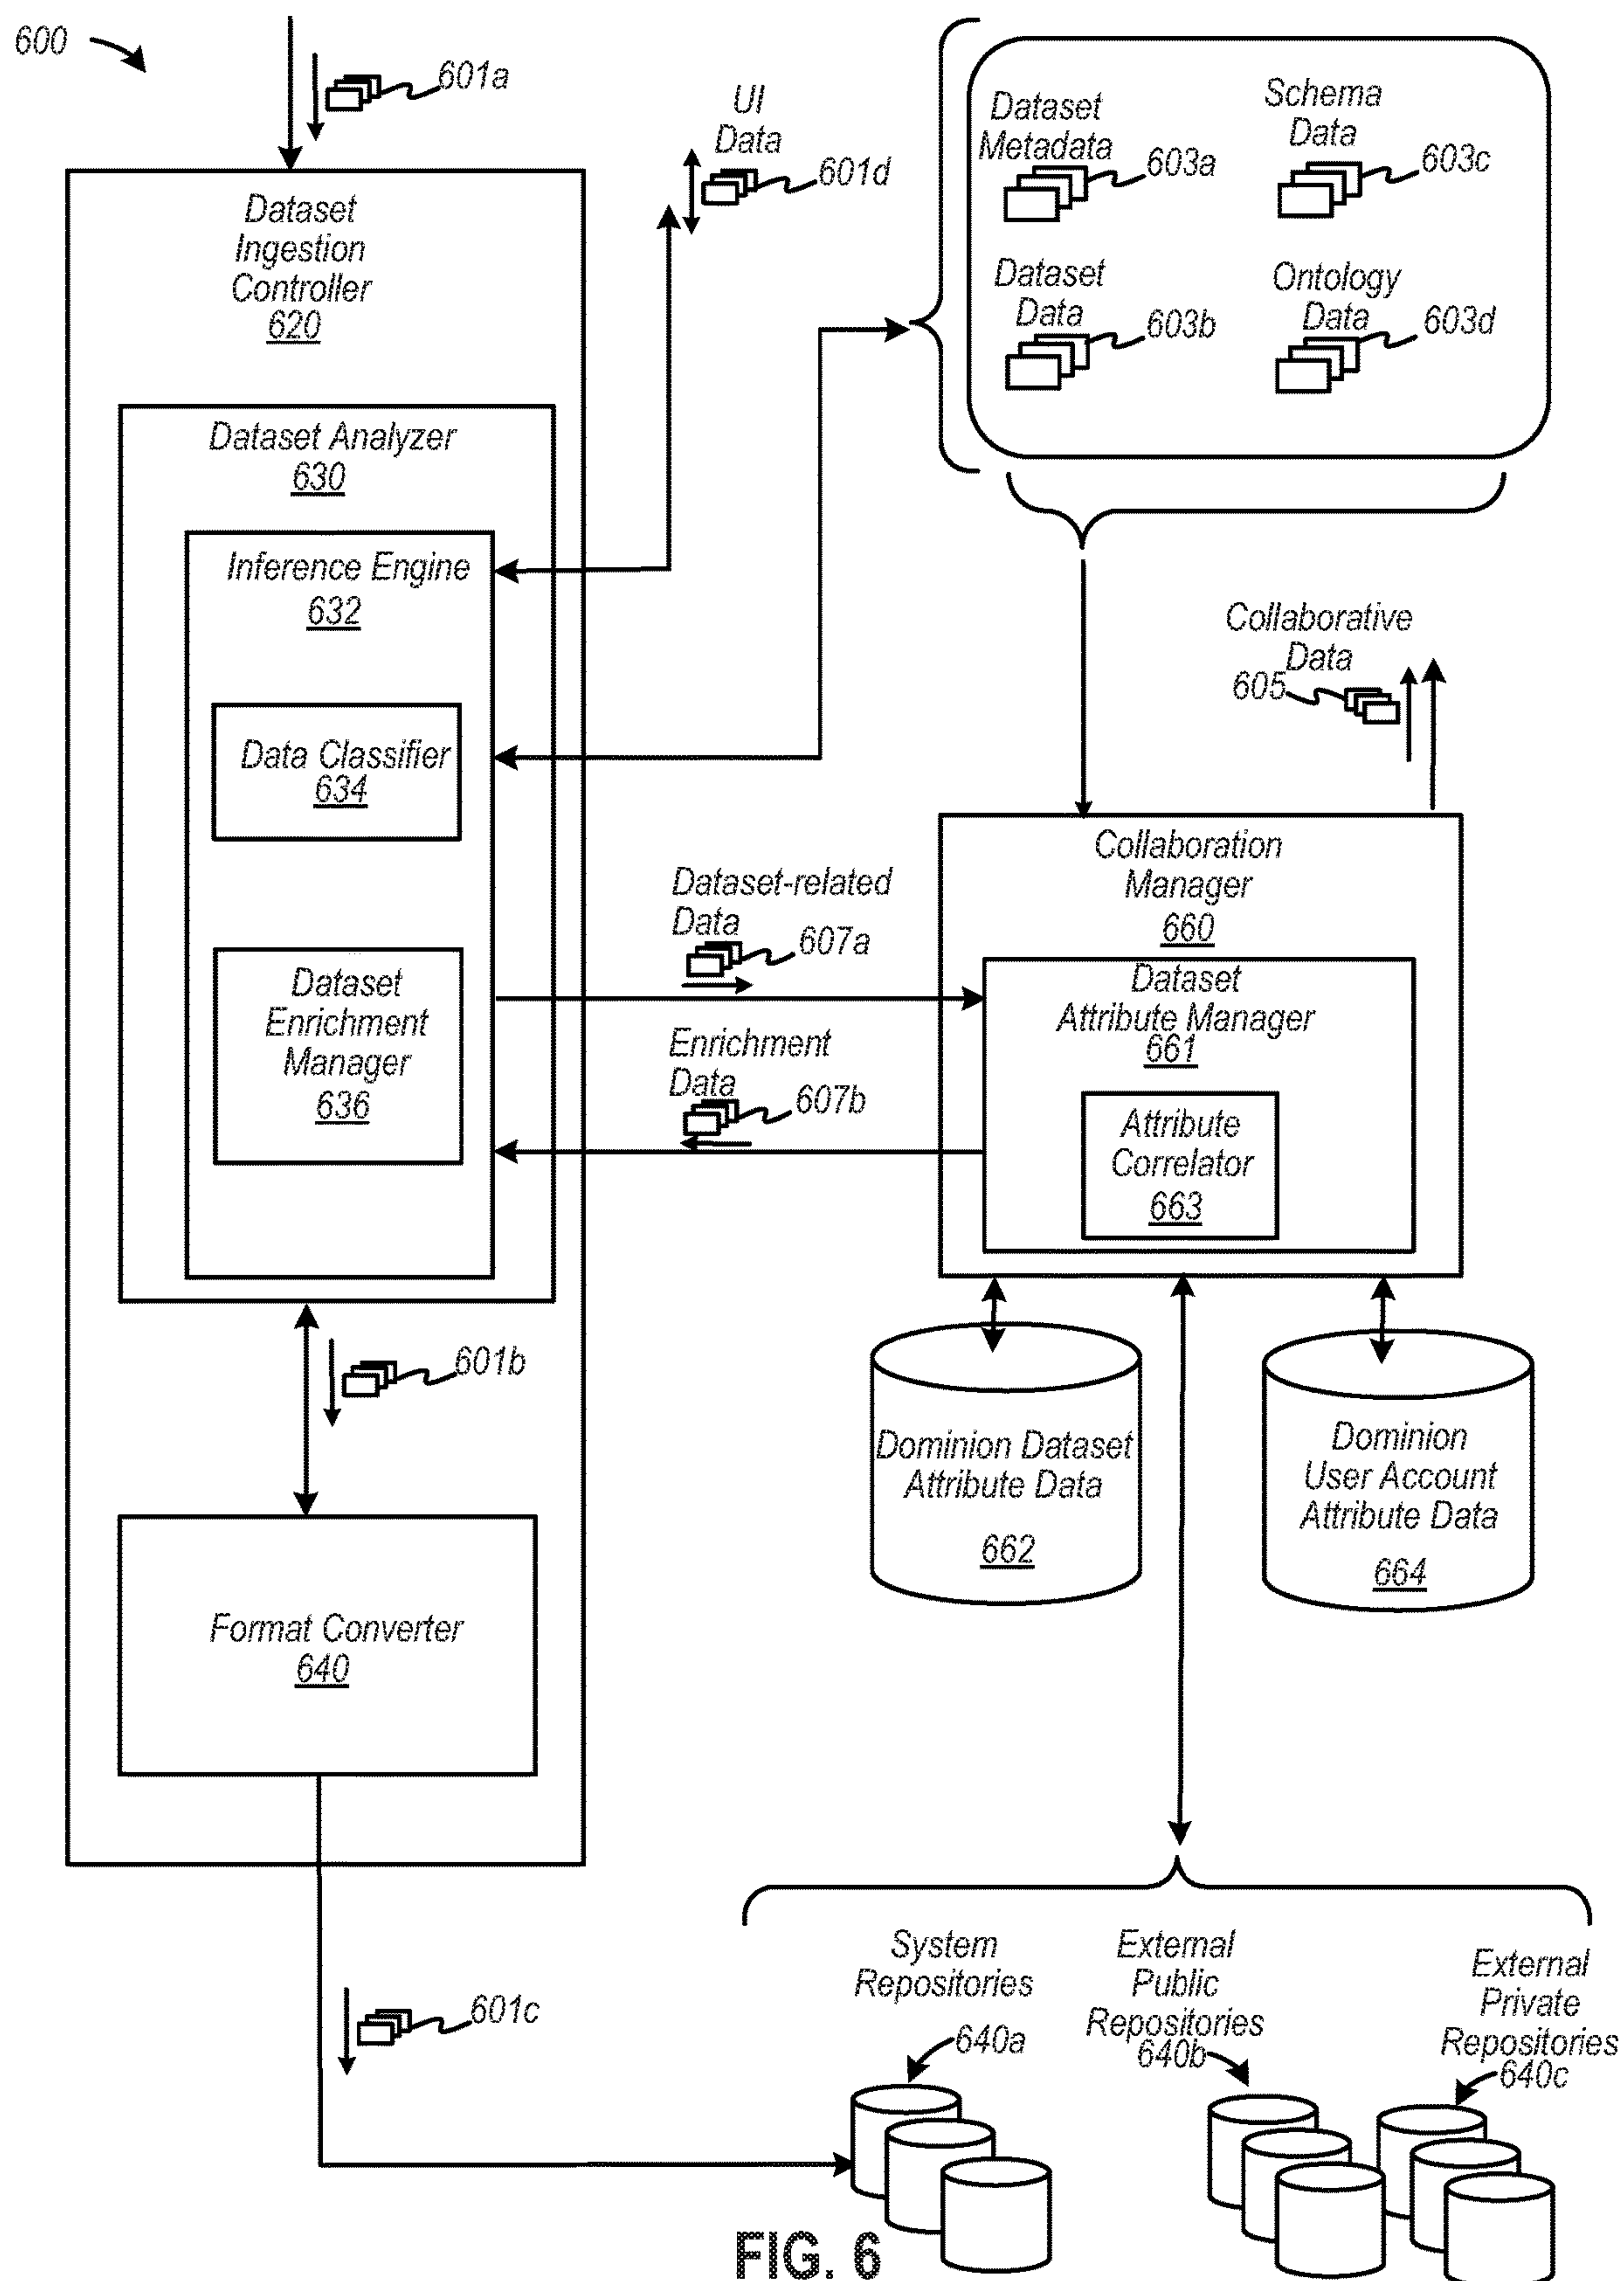 600
601a
UI
Data
601d
Dataset
Metadata
603a
Schema
Data
603c
Dataset
Data
603b
Ontology
Data
603d
Dataset
Ingestion
Controller
620
Dataset Analyzer
630
Inference Engine
632
Data Classifier
634
Dataset
Enrichment
Manager
636
Collaborative
Data
605
Dataset-related
Data
607a
Enrichment
Data
607b
Collaboration
Manager
660
Dataset
Attribute Manager
661
Attribute
Correlator
663
601b
Dominion Dataset
Attribute Data
662
Dominion
User Account
Attribute Data
664
Format Converter
640
601c
System
Repositories
640a
External
Public
Repositories
640b
External
Private
Repositories
640c
FIG. 6